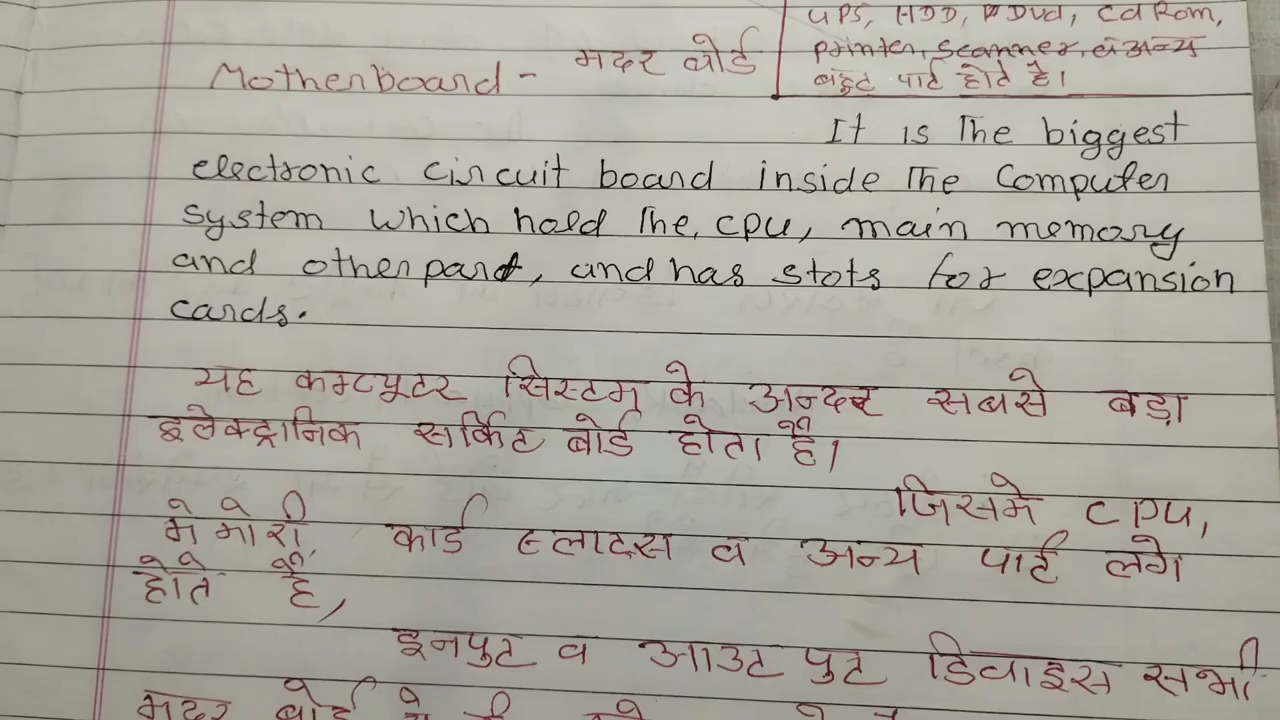 UPS, HDD, DVd, Cd Rom,
printer, scanner, व अन्य
बहुत पार्ट होते है।
Motherboard - मदर बोर्ड
It is The biggest
electronic circuit board inside The Computer
system which hold The, cpu, main memory
and other part, and has stots for expansion
cards.
यह कम्प्यूटर सिस्टम के अन्दर सबसे बड़ा
इलेक्ट्रानिक सर्किट बोर्ड होता है।
जिसमे CPU,
मेमोरी, कार्ड स्लाट्स व अन्य पार्ट लगे
होते है,
इनपुट व आउट पुट डिवाइस सभी
मदर बोर्ड